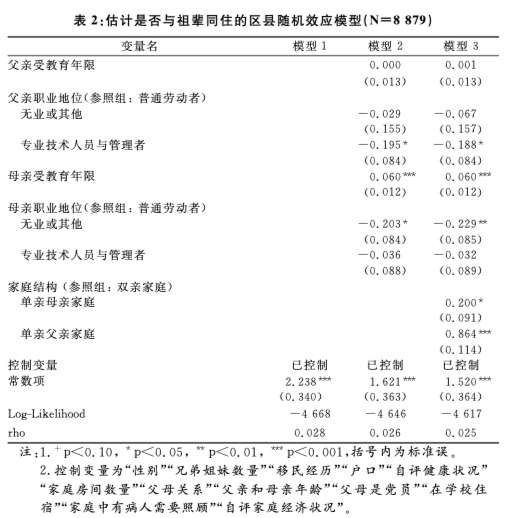 表 2:估计是否与祖辈同住的区县随机效应模型(N=8 879)
变量名 模型 1 模型 2 模型 3
父亲受教育年限 0.000 0.001
(0.013) (0.013)
父亲职业地位(参照组:普通劳动者)
无业或其他 −0.029 −0.067
(0.155) (0.157)
专业技术人员与管理者 −0.195* −0.188*
(0.084) (0.084)
母亲受教育年限 0.060*** 0.060***
(0.012) (0.012)
母亲职业地位(参照组:普通劳动者)
无业或其他 −0.203* −0.229**
(0.084) (0.085)
专业技术人员与管理者 −0.036 −0.032
(0.088) (0.089)
家庭结构 (参照组:双亲家庭)
单亲母亲家庭 0.200*
(0.091)
单亲父亲家庭 0.864***
(0.114)
控制变量 已控制 已控制 已控制
常数项 2.238*** 1.621*** 1.520***
(0.340) (0.363) (0.364)
Log-Likelihood −4 668 −4 646 −4 617
rho 0.028 0.026 0.025
注:1.⁺p<0.10, *p<0.05, **p<0.01, ***p<0.001,括号内为标准误。
2.控制变量为“性别”“兄弟姐妹数量”“移民经历”“户口”“自评健康状况”
“家庭房间数量”“父母关系”“父亲和母亲年龄”“父母是党员”“在学校住
宿”“家庭中有病人需要照顾”“自评家庭经济状况”。